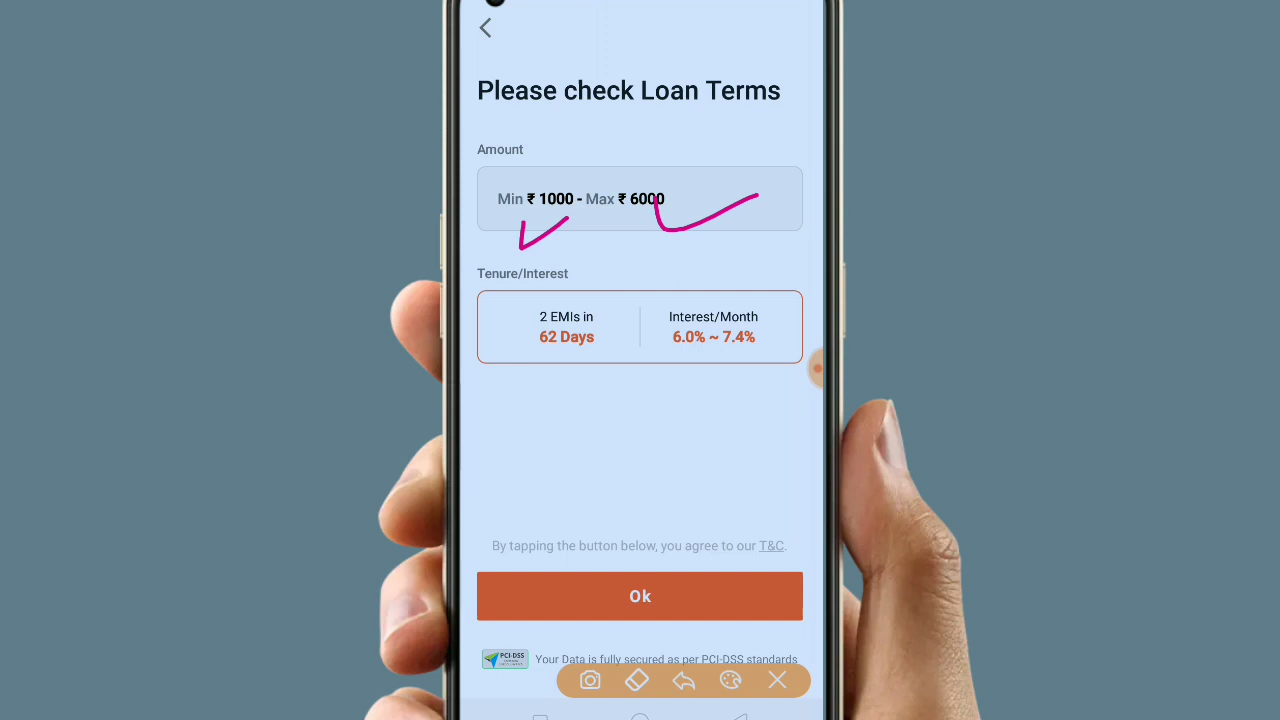 Please check Loan Terms
Amount
Min ₹ 1000 - Max ₹ 6000
Tenure/Interest
2 EMIs in
62 Days
Interest/Month
6.0% ~ 7.4%
By tapping the button below, you agree to our T&C.
Ok
PCI-DSS
Your Data is fully secured as per PCI-DSS standards